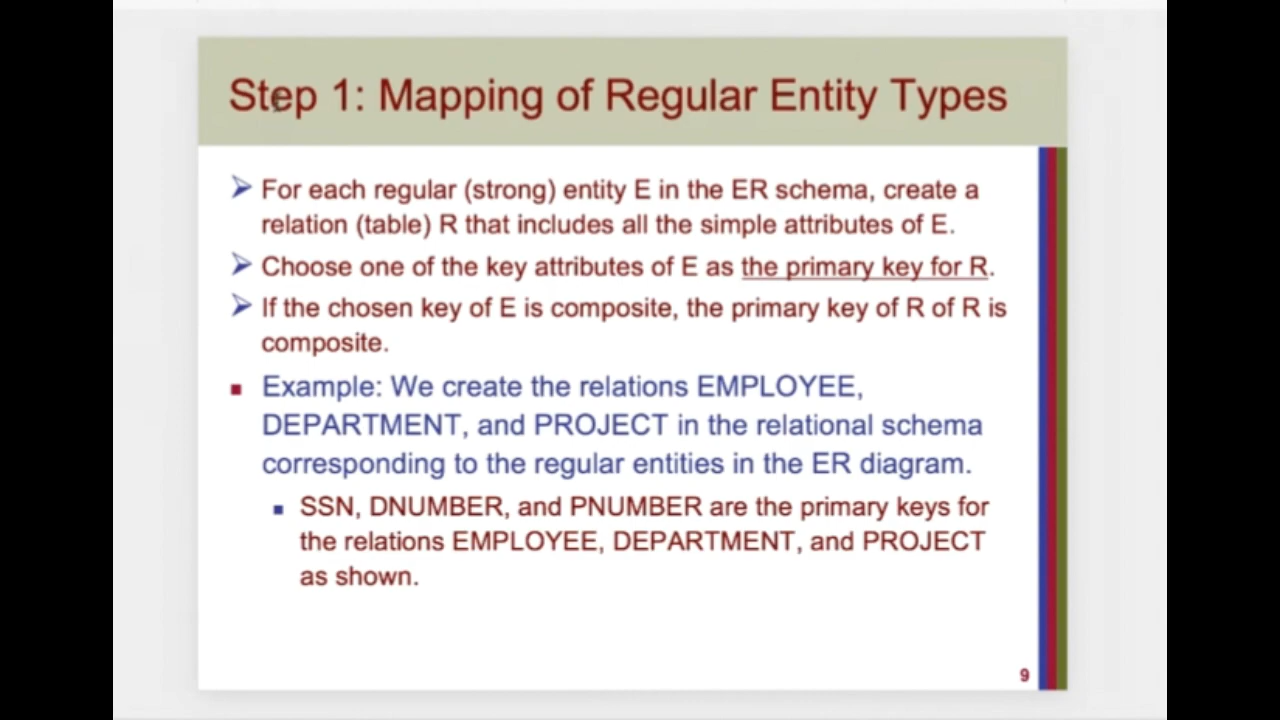 Step 1: Mapping of Regular Entity Types
For each regular (strong) entity E in the ER schema, create a
relation (table) R that includes all the simple attributes of E.
Choose one of the key attributes of E as the primary key for R.
If the chosen key of E is composite, the primary key of R of R is
composite.
Example: We create the relations EMPLOYEE,
DEPARTMENT, and PROJECT in the relational schema
corresponding to the regular entities in the ER diagram.
SSN, DNUMBER, and PNUMBER are the primary keys for
the relations EMPLOYEE, DEPARTMENT, and PROJECT
as shown.
9